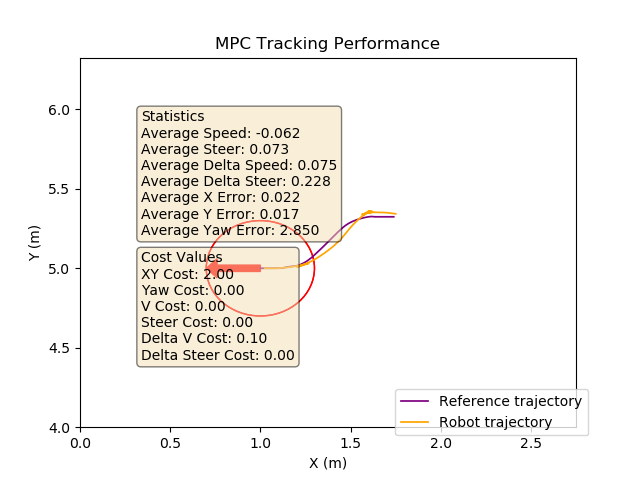 MPC Tracking Performance
Y (m)
6.0
5.5
5.0
4.5
4.0
Statistics
Average Speed: -0.062
Average Steer: 0.073
Average Delta Speed: 0.075
Average Delta Steer: 0.228
Average X Error: 0.022
Average Y Error: 0.017
Average Yaw Error: 2.850
Cost Values
XY Cost: 2.00
Yaw Cost: 0.00
V Cost: 0.00
Steer Cost: 0.00
Delta V Cost: 0.10
Delta Steer Cost: 0.00
Reference trajectory
Robot trajectory
0.0 0.5 1.0 1.5 2.0 2.5
X (m)